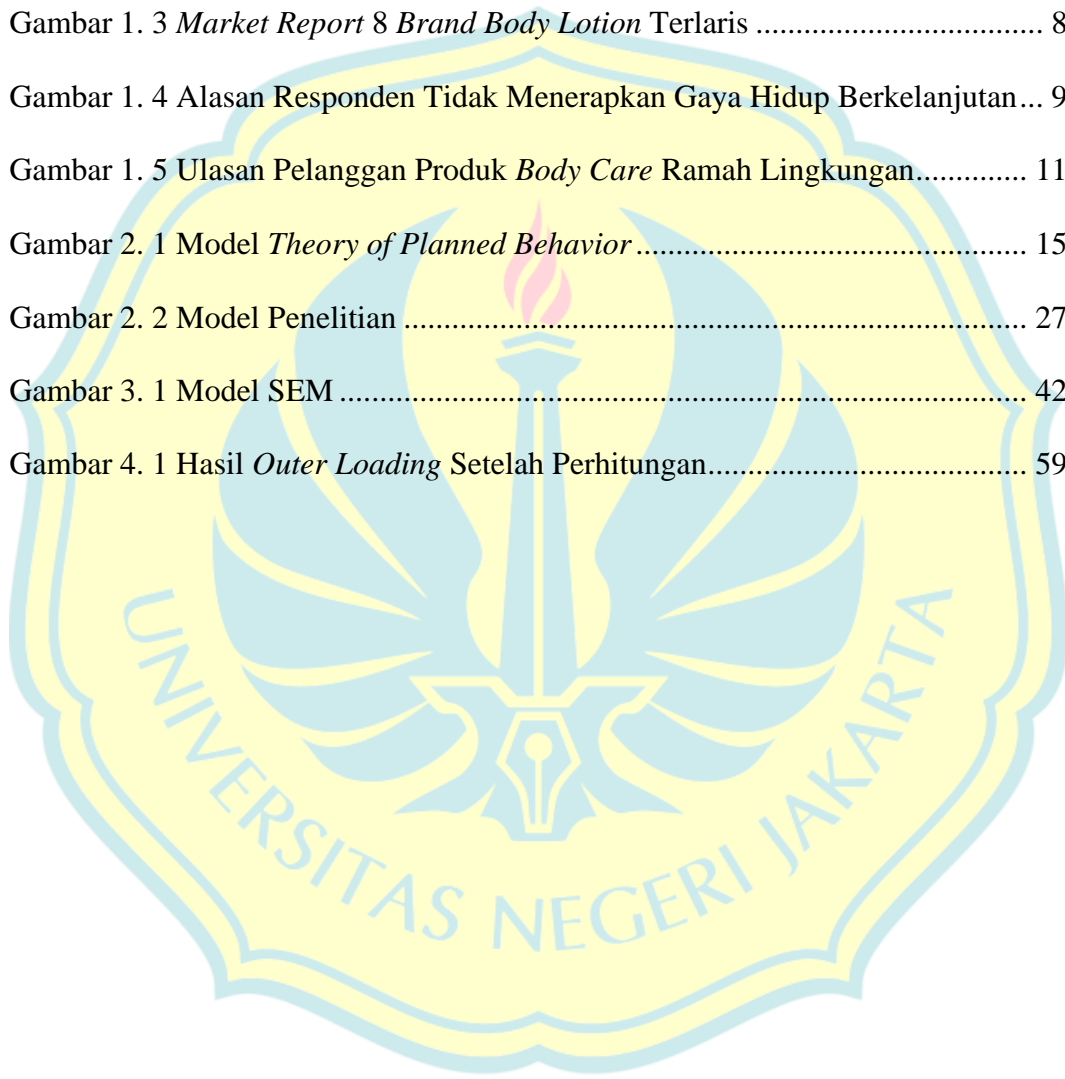 Gambar 1. 3 Market Report 8 Brand Body Lotion Terlaris .................................. 8
Gambar 1. 4 Alasan Responden Tidak Menerapkan Gaya Hidup Berkelanjutan... 9
Gambar 1. 5 Ulasan Pelanggan Produk Body Care Ramah Lingkungan............. 11
Gambar 2. 1 Model Theory of Planned Behavior .............................................. 15
Gambar 2. 2 Model Penelitian .......................................................................... 27
Gambar 3. 1 Model SEM.................................................................................. 42
Gambar 4. 1 Hasil Outer Loading Setelah Perhitungan...................................... 59
UNIVERSITAS NEGERI JAKARTA